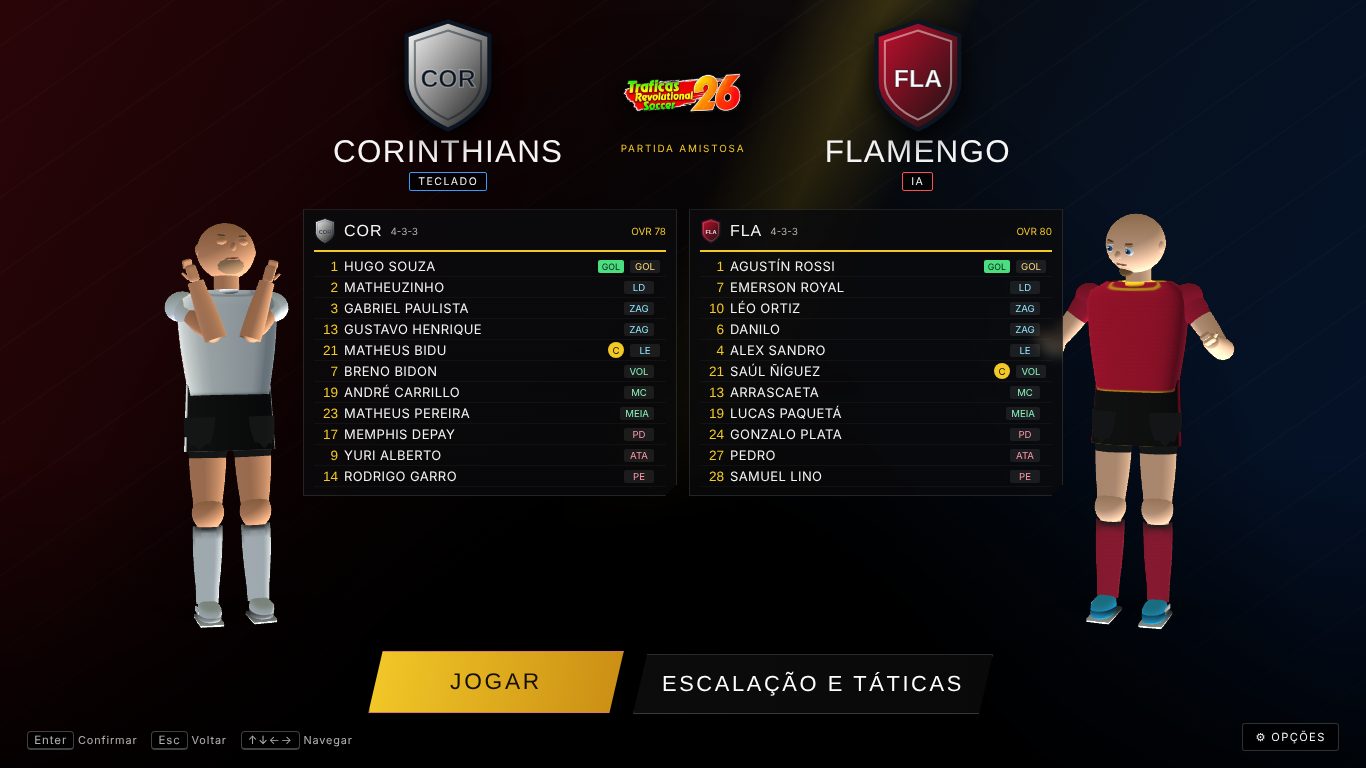 COR
FLA
Traficas
Revolutional
Soccer 26
PARTIDA AMISTOSA
CORINTHIANS
FLAMENGO
TECLADO
IA
COR COR 4-3-3 OVR 78
1 HUGO SOUZA GOL GOL
2 MATHEUZINHO LD
3 GABRIEL PAULISTA ZAG
13 GUSTAVO HENRIQUE ZAG
21 MATHEUS BIDU C LE
7 BRENO BIDON VOL
19 ANDRÉ CARRILLO MC
23 MATHEUS PEREIRA MEIA
17 MEMPHIS DEPAY PD
9 YURI ALBERTO ATA
14 RODRIGO GARRO PE
FLA FLA 4-3-3 OVR 80
1 AGUSTÍN ROSSI GOL GOL
7 EMERSON ROYAL LD
10 LÉO ORTIZ ZAG
6 DANILO ZAG
4 ALEX SANDRO LE
21 SAÚL ÑÍGUEZ C VOL
13 ARRASCAETA MC
19 LUCAS PAQUETÁ MEIA
24 GONZALO PLATA PD
27 PEDRO ATA
28 SAMUEL LINO PE
JOGAR
ESCALAÇÃO E TÁTICAS
Enter Confirmar Esc Voltar ↑↓←→ Navegar
⚙ OPÇÕES